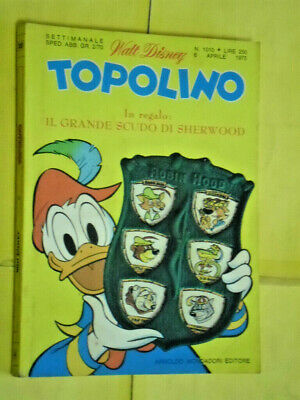 SETTIMANALE
SPED. ABB. GR. 2/70
Walt Disney
N. 1010 • LIRE 250
6 APRILE 1975
TOPOLINO
In regalo:
IL GRANDE SCUDO DI SHERWOOD
ROBIN HOOD
ARNOLDO MONDADORI EDITORE